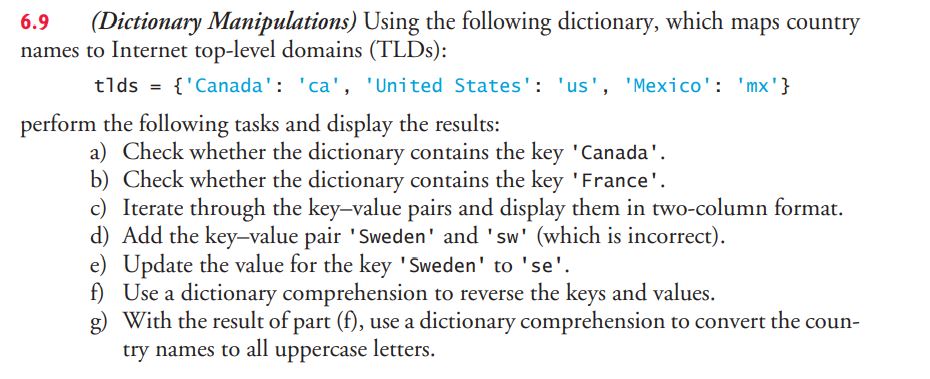 6.9 (Dictionary Manipulations) Using the following dictionary, which maps country
names to Internet top-level domains (TLDs):
tlds = {'Canada': 'ca', 'United States': 'us', 'Mexico': 'mx'}
perform the following tasks and display the results:
a) Check whether the dictionary contains the key 'Canada'.
b) Check whether the dictionary contains the key 'France'.
c) Iterate through the key–value pairs and display them in two-column format.
d) Add the key–value pair 'Sweden' and 'sw' (which is incorrect).
e) Update the value for the key 'Sweden' to 'se'.
f) Use a dictionary comprehension to reverse the keys and values.
g) With the result of part (f), use a dictionary comprehension to convert the coun-
try names to all uppercase letters.